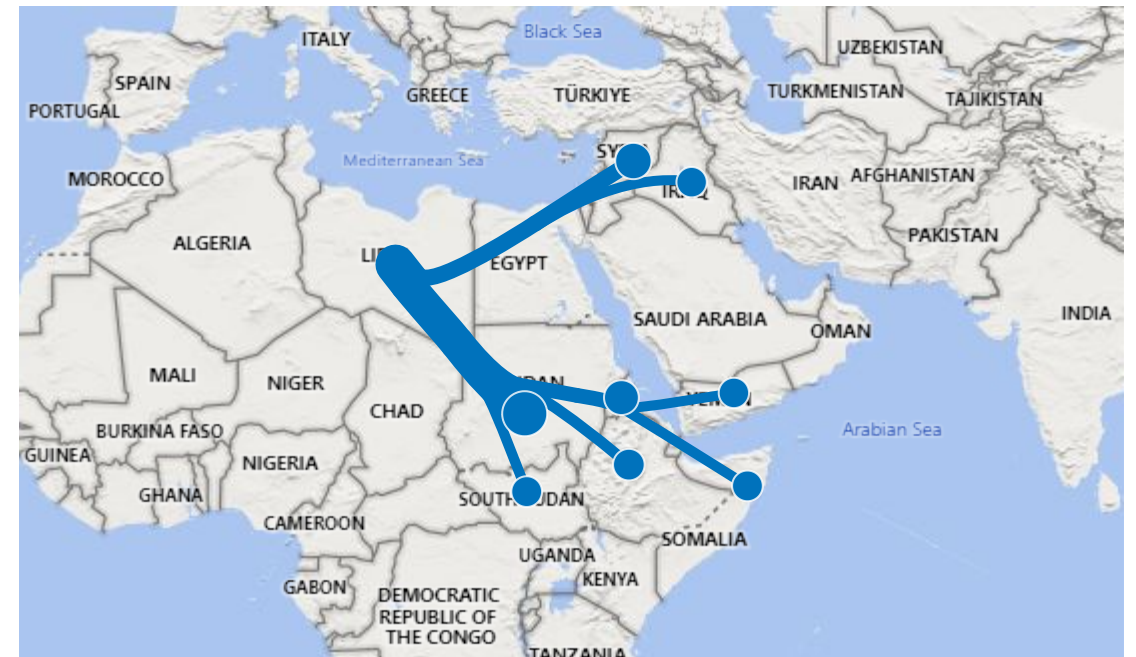 ITALY
Black Sea
UZBEKISTAN
SPAIN
GREECE
TÜRKIYE
TURKMENISTAN
TAJIKISTAN
PORTUGAL
Mediterranean Sea
MOROCCO
IRAN
AFGHANISTAN
ALGERIA
PAKISTAN
EGYPT
SAUDI ARABIA
OMAN
INDIA
MALI
NIGER
CHAD
BURKINA FASO
Arabian Sea
GUINEA
NIGERIA
GHANA
CAMEROON
SOMALIA
UGANDA
KENYA
GABON
DEMOCRATIC
REPUBLIC OF
THE CONGO
TANZANIA